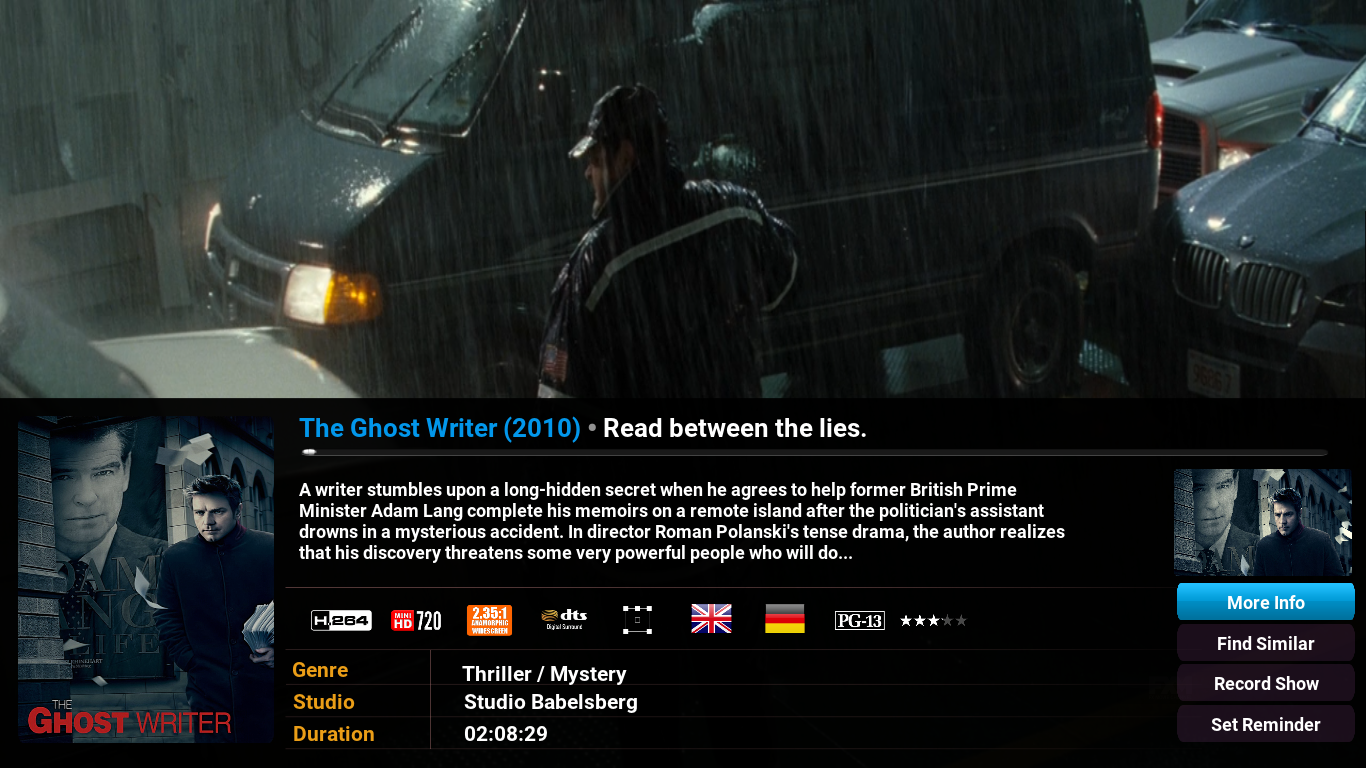 The Ghost Writer (2010) • Read between the lies.
A writer stumbles upon a long-hidden secret when he agrees to help former British Prime
Minister Adam Lang complete his memoirs on a remote island after the politician's assistant
drowns in a mysterious accident. In director Roman Polanski's tense drama, the author realizes
that his discovery threatens some very powerful people who will do...
H.264
MINI HD 720
2,35:1
ANAMORPHIC
WIDESCREEN
dts
Digital Surround
PG-13
Genre Thriller / Mystery
Studio Studio Babelsberg
Duration 02:08:29
THE
GHOST WRITER
More Info
Find Similar
Record Show
Set Reminder